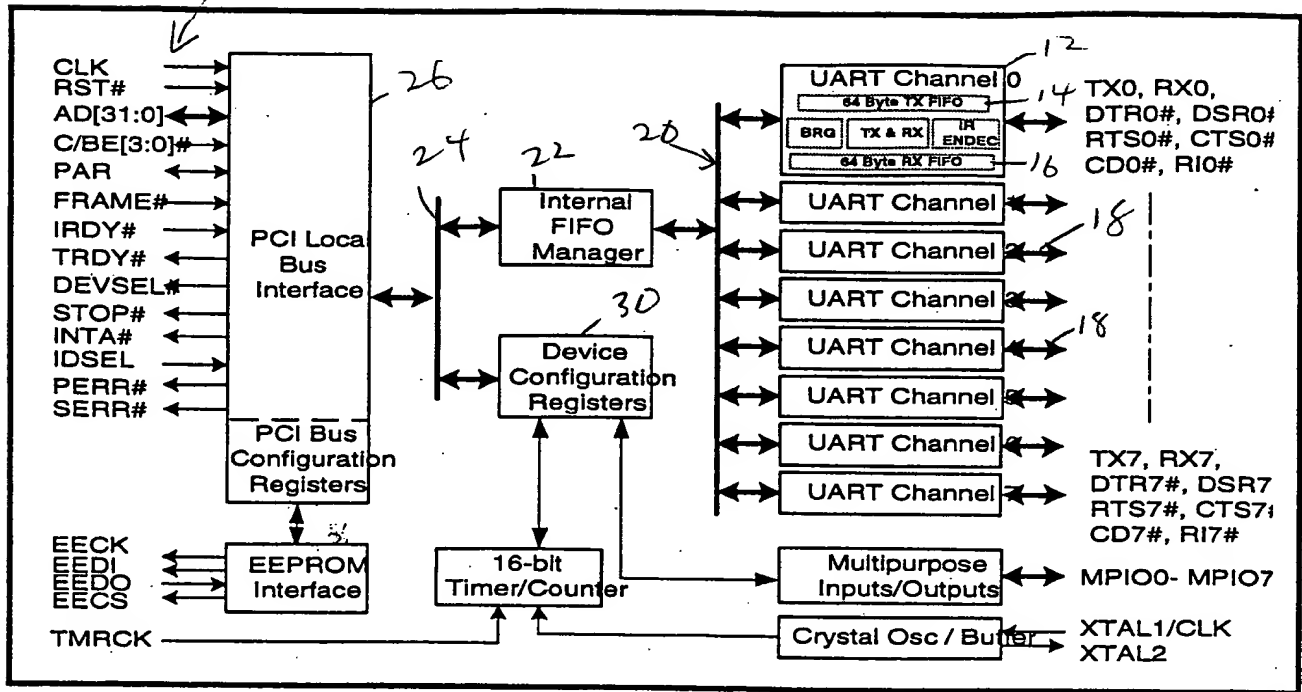 CLK
RST#
AD[31:0]
C/BE[3:0]#
PAR
FRAME#
IRDY#
TRDY#
DEVSEL#
STOP#
INTA#
IDSEL
PERR#
SERR#
26
PCI Local
Bus
Interface
PCI Bus
Configuration
Registers
EECK
EEDI
EEDO
EECS
EEPROM
Interface
TMRCK
24
22
Internal
FIFO
Manager
30
Device
Configuration
Registers
16-bit
Timer/Counter
20
12
UART Channel 0
64 Byte TX FIFO
14
BRG
TX & RX
IR
ENDEC
64 Byte RX FIFO
16
TX0, RX0,
DTR0#, DSR0#
RTS0#, CTS0#
CD0#, RI0#
UART Channel
UART Channel
18
UART Channel
UART Channel
18
UART Channel
UART Channel
UART Channel
TX7, RX7,
DTR7#, DSR7
RTS7#, CTS7#
CD7#, RI7#
Multipurpose
Inputs/Outputs
MPIO0- MPIO7
Crystal Osc / Buffer
XTAL1/CLK
XTAL2